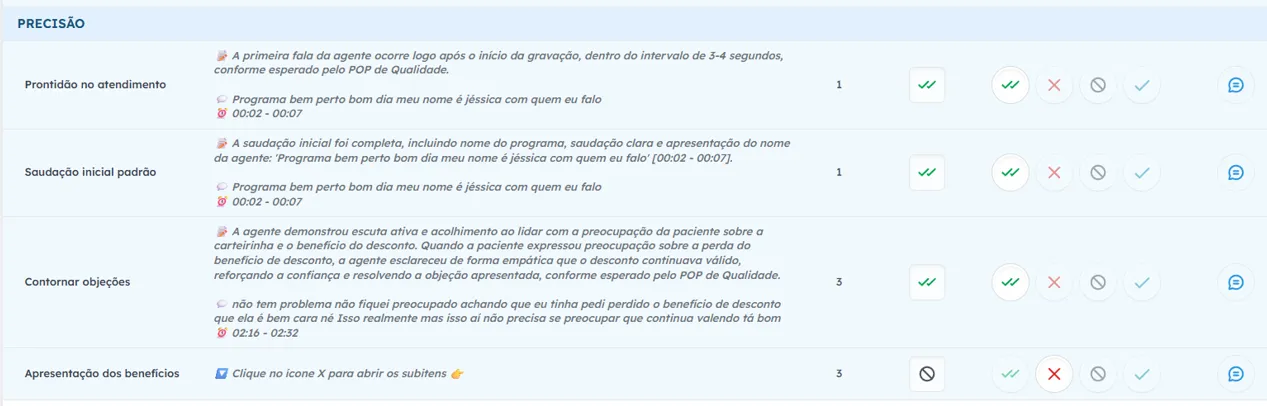 PRECISÃO
📝 A primeira fala da agente ocorre logo após o início da gravação, dentro do intervalo de 3-4 segundos,
conforme esperado pelo POP de Qualidade.
Prontidão no atendimento
1
💬 Programa bem perto bom dia meu nome é jéssica com quem eu falo
⏰ 00:02 - 00:07
📝 A saudação inicial foi completa, incluindo nome do programa, saudação clara e apresentação do nome
da agente: 'Programa bem perto bom dia meu nome é jéssica com quem eu falo' [00:02 - 00:07].
Saudação inicial padrão
1
💬 Programa bem perto bom dia meu nome é jéssica com quem eu falo
⏰ 00:02 - 00:07
📝 A agente demonstrou escuta ativa e acolhimento ao lidar com a preocupação da paciente sobre a
carteirinha e o benefício do desconto. Quando a paciente expressou preocupação sobre a perda do
benefício de desconto, a agente esclareceu de forma empática que o desconto continuava válido,
reforçando a confiança e resolvendo a objeção apresentada, conforme esperado pelo POP de Qualidade.
Contornar objeções
3
💬 não tem problema não fiquei preocupado achando que eu tinha pedi perdido o benefício de desconto
que ela é bem cara né Isso realmente mas isso aí não precisa se preocupar que continua valendo tá bom
⏰ 02:16 - 02:32
Apresentação dos benefícios
🔽 Clique no icone X para abrir os subitens 👉
3